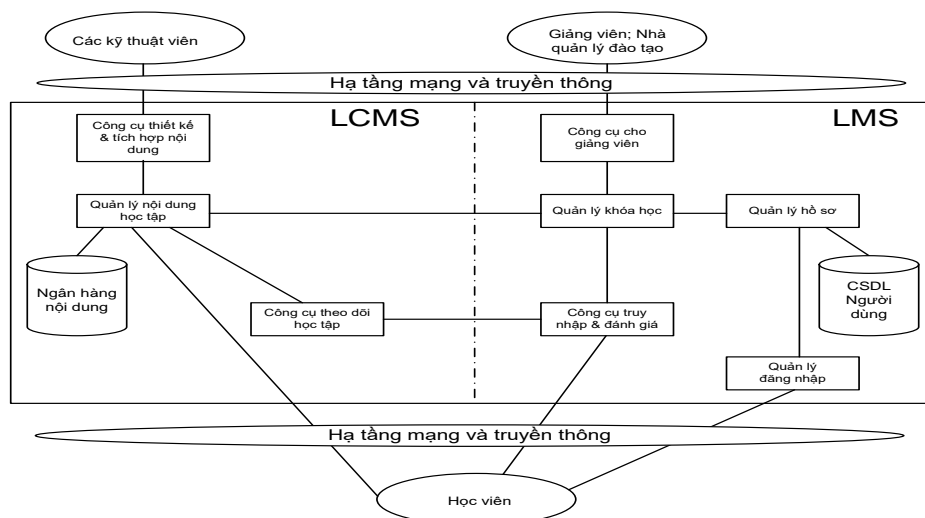 Các kỹ thuật viên
Giảng viên; Nhà
quản lý đào tạo
Hạ tầng mạng và truyền thông
LCMS
LMS
Công cụ thiết kế
& tích hợp nội
dung
Công cụ cho
giảng viên
Quản lý nội dung
học tập
Quản lý khóa học
Quản lý hồ sơ
Ngân hàng
nội dung
Công cụ theo dõi
học tập
Công cụ truy
nhập & đánh giá
CSDL
Người
dùng
Quản lý
đăng nhập
Hạ tầng mạng và truyền thông
Học viên